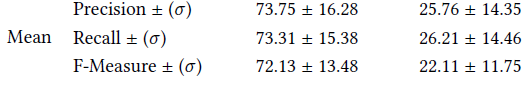 Precision ± (σ) 73.75 ± 16.28 25.76 ± 14.35
Mean Recall ± (σ) 73.31 ± 15.38 26.21 ± 14.46
F-Measure ± (σ) 72.13 ± 13.48 22.11 ± 11.75